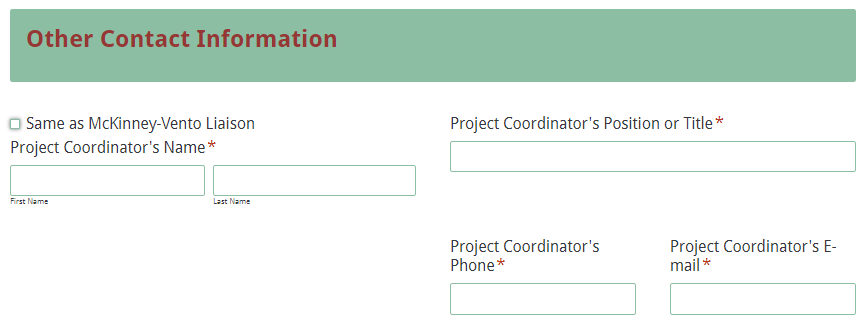 Other Contact Information
Same as McKinney-Vento Liaison
Project Coordinator's Name*
First Name
Last Name
Project Coordinator's Position or Title*
Project Coordinator's
Phone*
Project Coordinator's E-
mail*